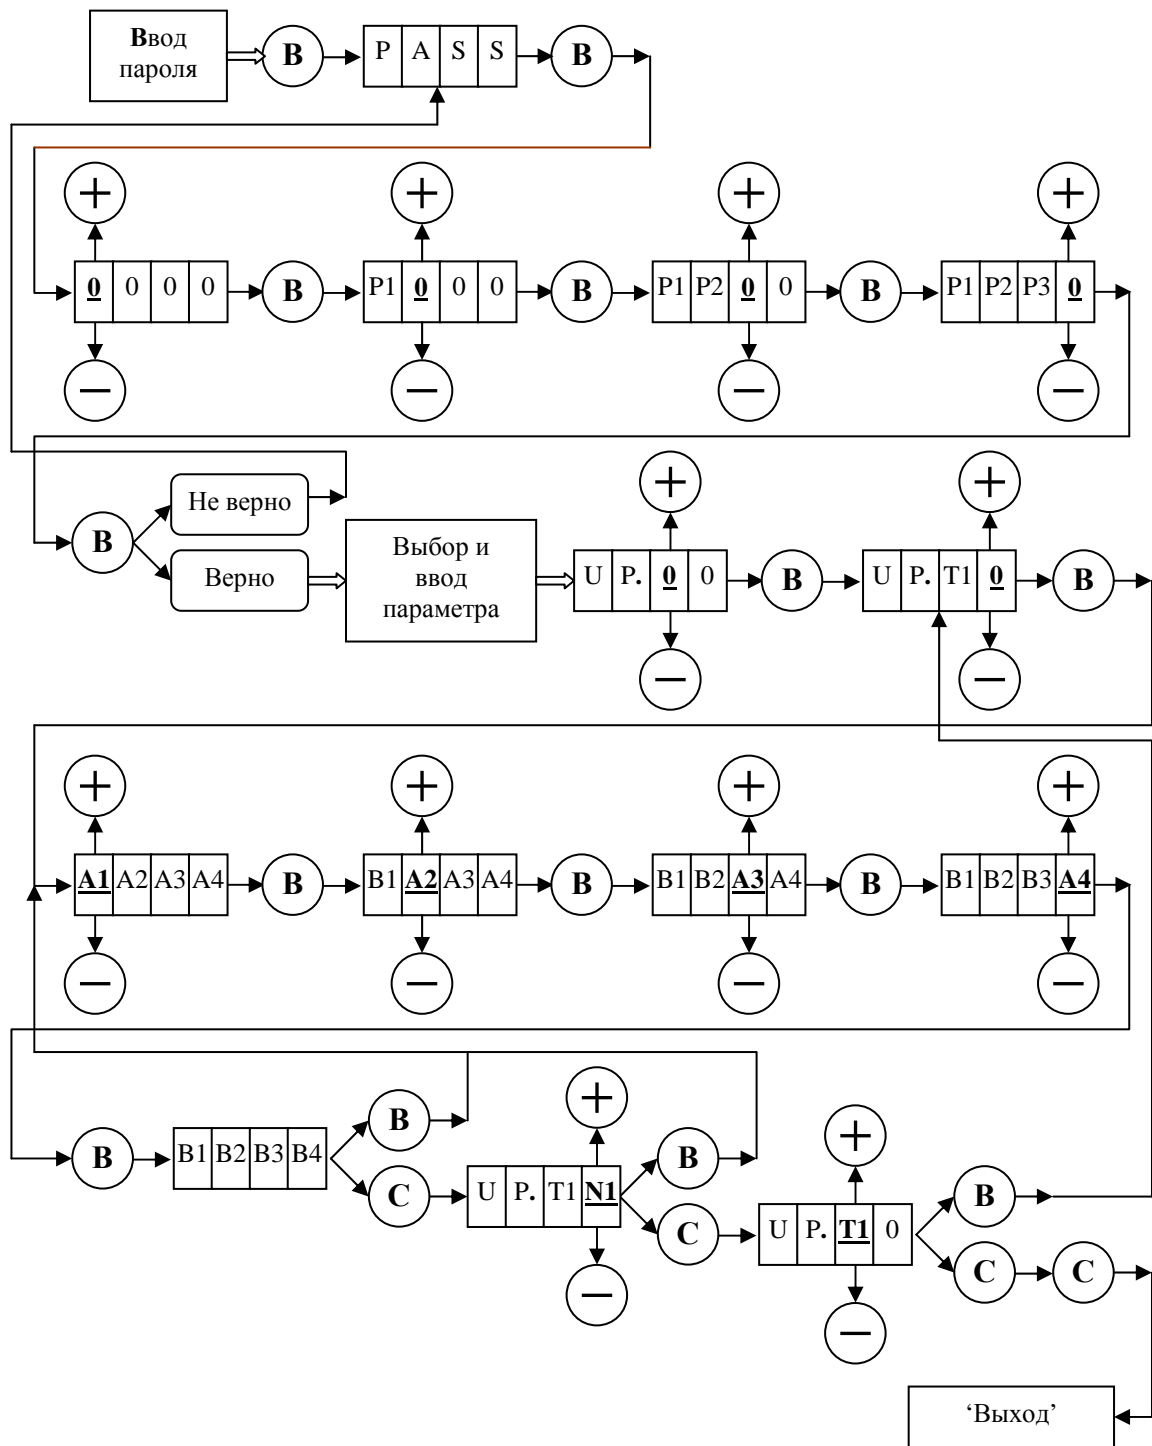 Ввод
пароля
В
P A S S
В
+ + + +
0 0 0 0
В
P1 0 0 0
В
P1 P2 0 0
В
P1 P2 P3 0
− − − −
Не верно
В
Верно
Выбор и
ввод
параметра
+ +
U P. 0 0
В
U P. T1 0
В
− −
+ + + +
A1 A2 A3 A4
В
B1 A2 A3 A4
В
B1 B2 A3 A4
В
B1 B2 B3 A4
− − − −
В
B1 B2 B3 B4
В
С
+
U P. T1 N1
−
В
С
+
U P. T1 0
−
В
С С
‘Выход’